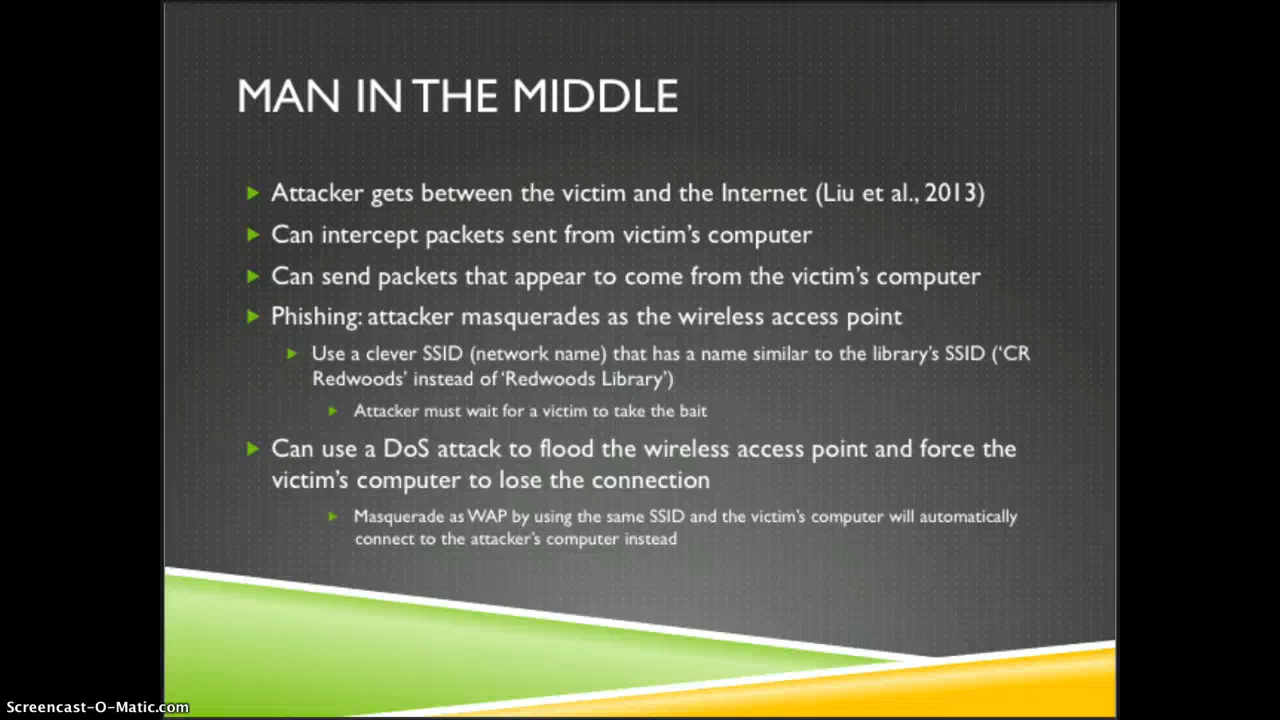 MAN IN THE MIDDLE
Attacker gets between the victim and the Internet (Liu et al., 2013)
Can intercept packets sent from victim's computer
Can send packets that appear to come from the victim's computer
Phishing: attacker masquerades as the wireless access point
Use a clever SSID (network name) that has a name similar to the library's SSID ('CR
Redwoods' instead of 'Redwoods Library')
Attacker must wait for a victim to take the bait
Can use a DoS attack to flood the wireless access point and force the
victim's computer to lose the connection
Masquerade as WAP by using the same SSID and the victim's computer will automatically
connect to the attacker's computer instead
Screencast-O-Matic.com